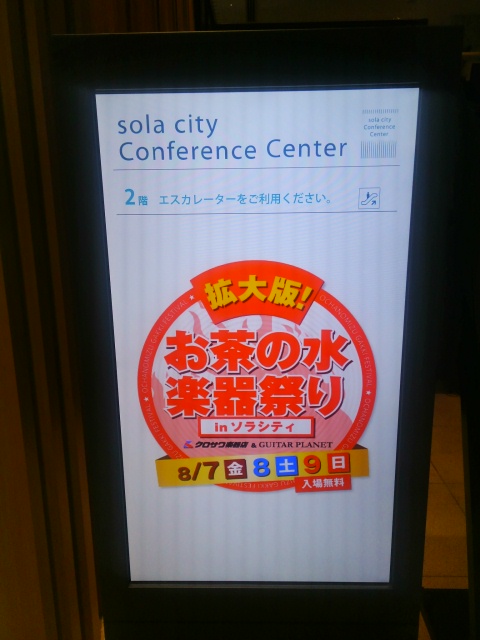 sola city
Conference Center
sola city
Conference
Center
2階 エスカレーターをご利用ください。
拡大版!
お茶の水
楽器祭り
in ソラシティ
クロサワ楽器店 & GUITAR PLANET
8/7 金 8 土 9 日
入場無料